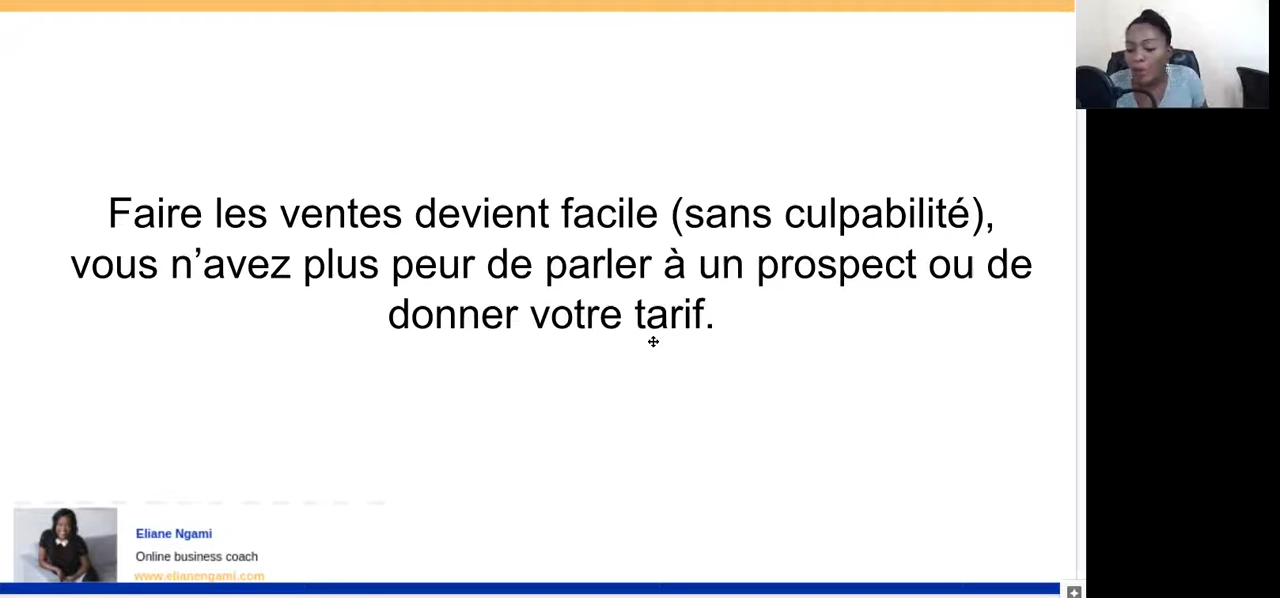 Faire les ventes devient facile (sans culpabilité),
vous n’avez plus peur de parler à un prospect ou de
donner votre tarif.
Eliane Ngami
Online business coach
www.elianengami.com